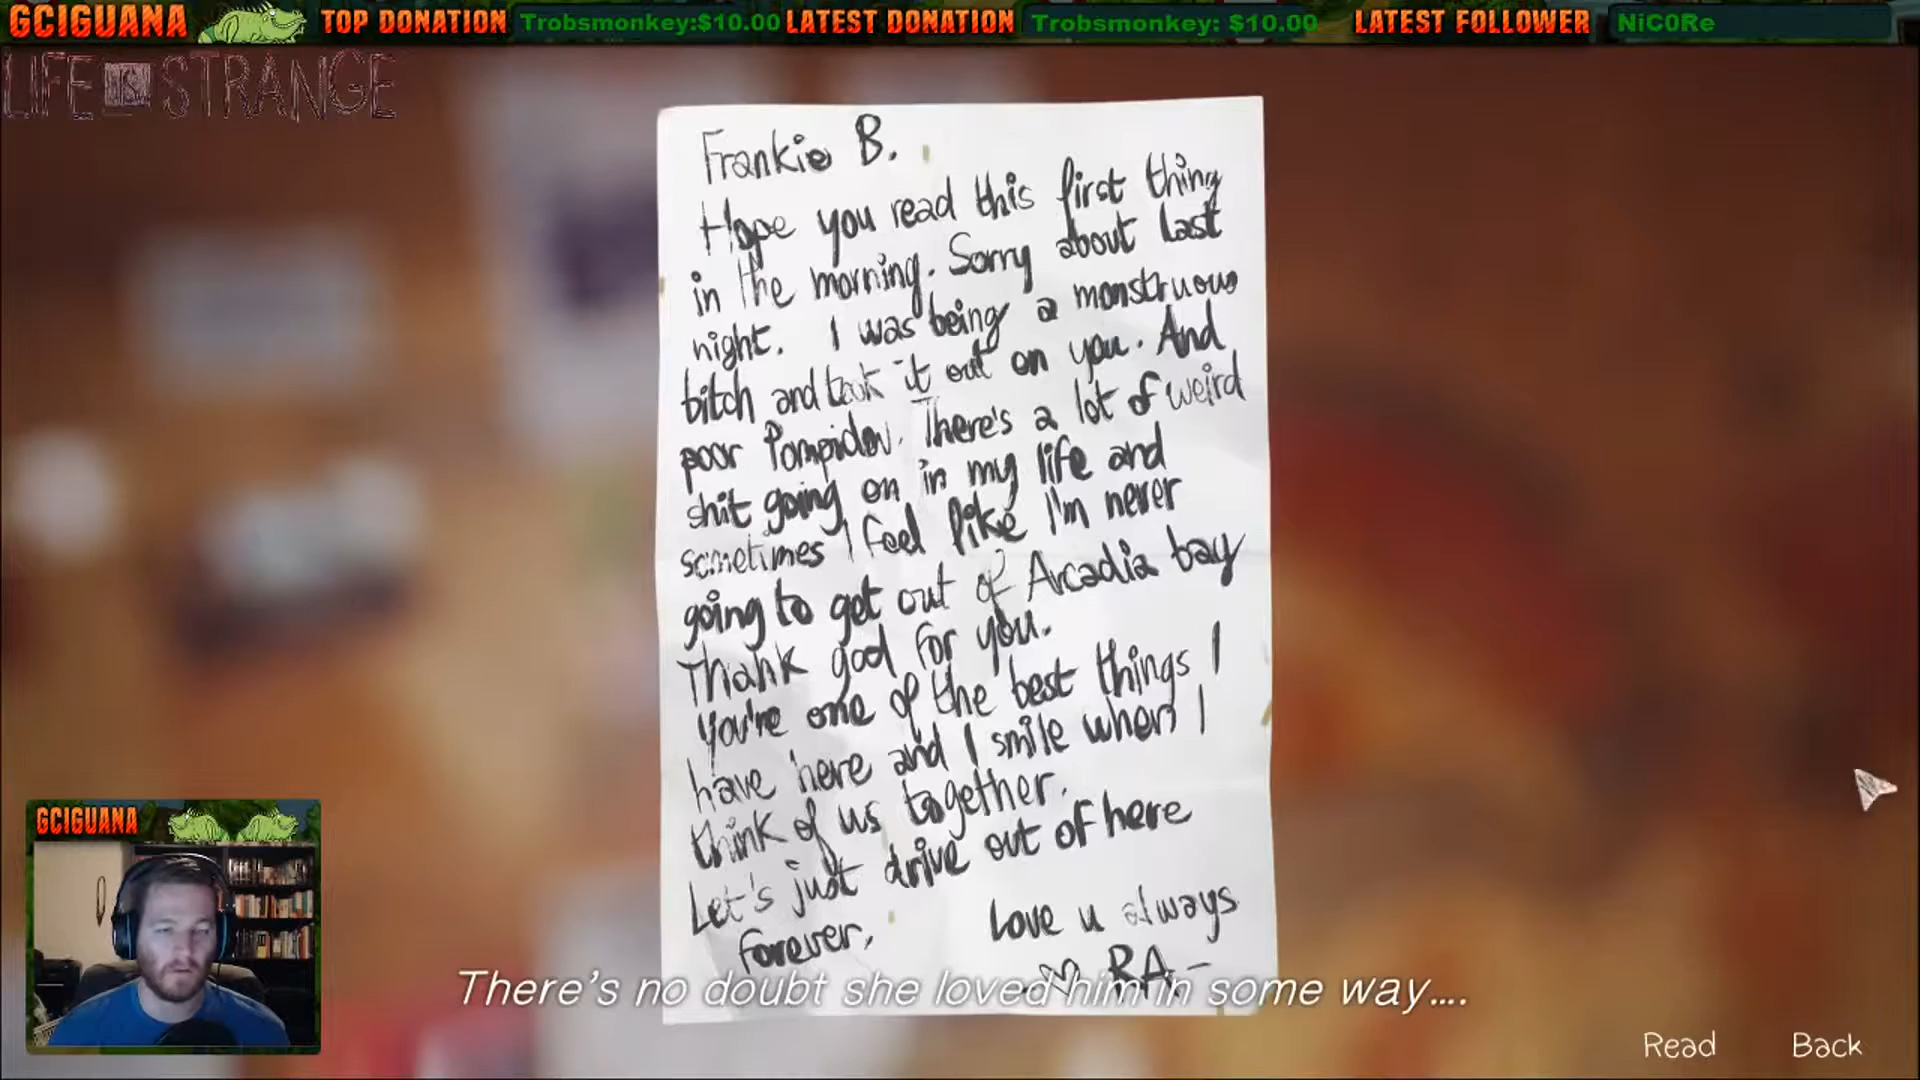 GCIGUANA TOP DONATION Trobsmonkey:$10.00 LATEST DONATION Trobsmonkey: $10.00 LATEST FOLLOWER NiC0Re
LIFE IS STRANGE
Frankie B.
Hope you read this first thing
in the morning. Sorry about last
night. I was being a monstruous
bitch and took it out on you. And
poor Pompidou. There's a lot of weird
shit going on in my life and
sometimes I feel like I'm never
going to get out of Arcadia bay
Thank god for you.
You're one of the best things I
have here and I smile when I
think of us together.
Let's just drive out of here
forever.
Love u always
♡ RA -
There's no doubt she loved him in some way....
GCIGUANA
Read Back